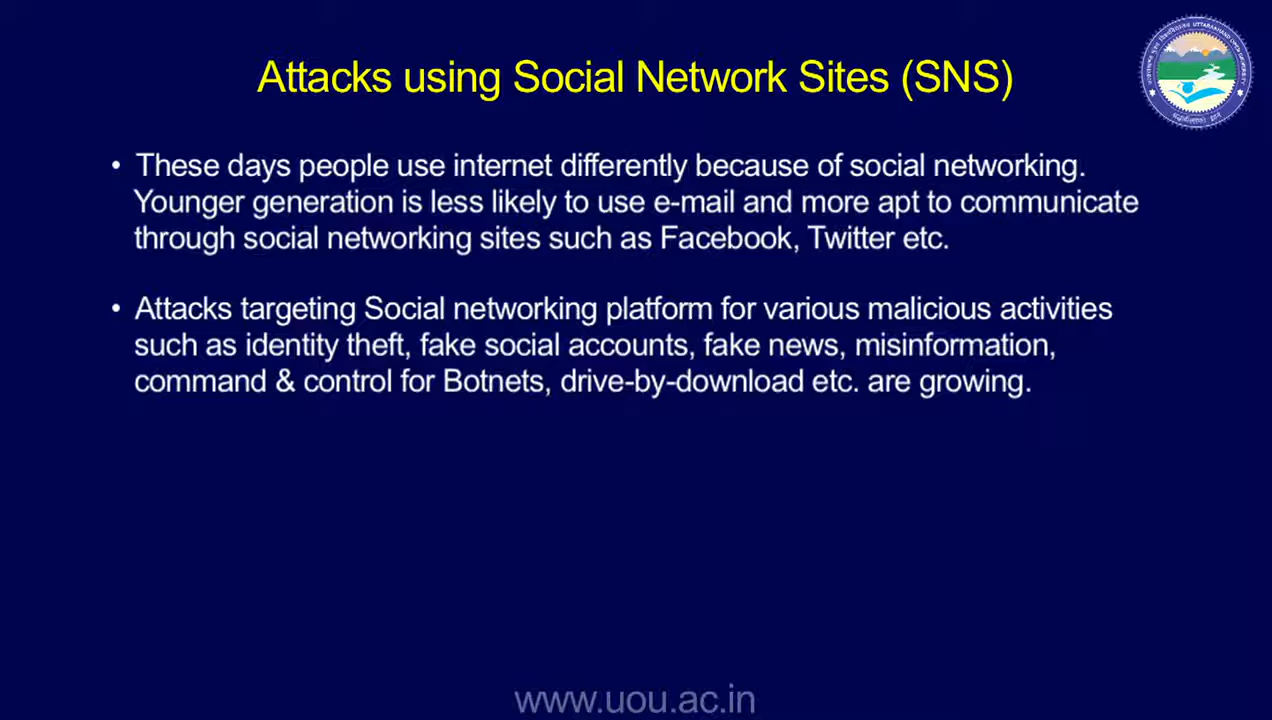 Attacks using Social Network Sites (SNS)
• These days people use internet differently because of social networking.
Younger generation is less likely to use e-mail and more apt to communicate
through social networking sites such as Facebook, Twitter etc.
• Attacks targeting Social networking platform for various malicious activities
such as identity theft, fake social accounts, fake news, misinformation,
command & control for Botnets, drive-by-download etc. are growing.
www.uou.ac.in